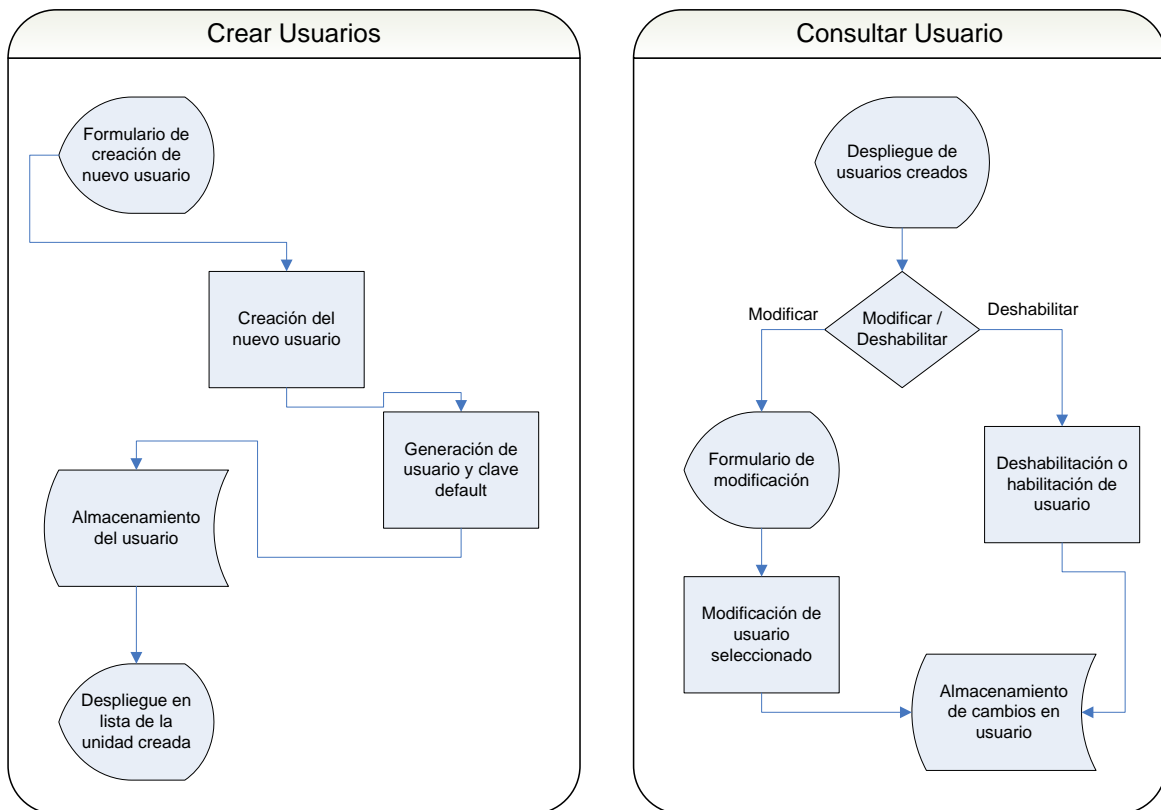 Crear Usuarios
Formulario de
creación de
nuevo usuario
Creación del
nuevo usuario
Generación de
usuario y clave
default
Almacenamiento
del usuario
Despliegue en
lista de la
unidad creada
Consultar Usuario
Despliegue de
usuarios creados
Modificar /
Deshabilitar
Modificar
Deshabilitar
Formulario de
modificación
Deshabilitación o
habilitación de
usuario
Modificación de
usuario
seleccionado
Almacenamiento
de cambios en
usuario